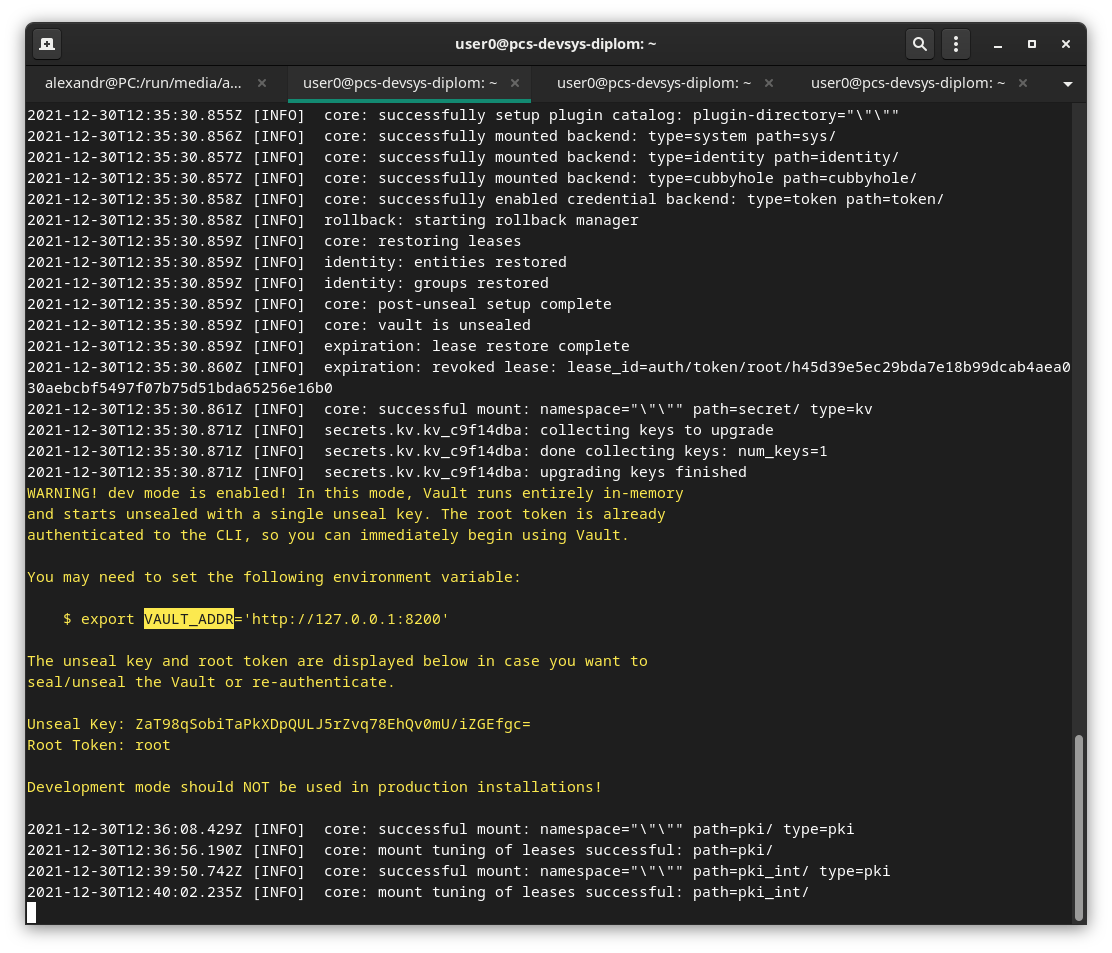 user0@pcs-devsys-diplom: ~
alexandr@PC:/run/media/a...
user0@pcs-devsys-diplom: ~
user0@pcs-devsys-diplom: ~
user0@pcs-devsys-diplom: ~
2021-12-30T12:35:30.855Z [INFO]  core: successfully setup plugin catalog: plugin-directory="\"\""
2021-12-30T12:35:30.856Z [INFO]  core: successfully mounted backend: type=system path=sys/
2021-12-30T12:35:30.857Z [INFO]  core: successfully mounted backend: type=identity path=identity/
2021-12-30T12:35:30.857Z [INFO]  core: successfully mounted backend: type=cubbyhole path=cubbyhole/
2021-12-30T12:35:30.858Z [INFO]  core: successfully enabled credential backend: type=token path=token/
2021-12-30T12:35:30.858Z [INFO]  rollback: starting rollback manager
2021-12-30T12:35:30.859Z [INFO]  core: restoring leases
2021-12-30T12:35:30.859Z [INFO]  identity: entities restored
2021-12-30T12:35:30.859Z [INFO]  identity: groups restored
2021-12-30T12:35:30.859Z [INFO]  core: post-unseal setup complete
2021-12-30T12:35:30.859Z [INFO]  core: vault is unsealed
2021-12-30T12:35:30.859Z [INFO]  expiration: lease restore complete
2021-12-30T12:35:30.860Z [INFO]  expiration: revoked lease: lease_id=auth/token/root/h45d39e5ec29bda7e18b99dcab4aea0
30aebcbf5497f07b75d51bda65256e16b0
2021-12-30T12:35:30.861Z [INFO]  core: successful mount: namespace="\"\"" path=secret/ type=kv
2021-12-30T12:35:30.871Z [INFO]  secrets.kv.kv_c9f14dba: collecting keys to upgrade
2021-12-30T12:35:30.871Z [INFO]  secrets.kv.kv_c9f14dba: done collecting keys: num_keys=1
2021-12-30T12:35:30.871Z [INFO]  secrets.kv.kv_c9f14dba: upgrading keys finished
WARNING! dev mode is enabled! In this mode, Vault runs entirely in-memory
and starts unsealed with a single unseal key. The root token is already
authenticated to the CLI, so you can immediately begin using Vault.
You may need to set the following environment variable:
$ export VAULT_ADDR='http://127.0.0.1:8200'
The unseal key and root token are displayed below in case you want to
seal/unseal the Vault or re-authenticate.
Unseal Key: ZaT98qSobiTaPkXDpQULJ5rZvq78EhQv0mU/iZGEfgc=
Root Token: root
Development mode should NOT be used in production installations!
2021-12-30T12:36:08.429Z [INFO]  core: successful mount: namespace="\"\"" path=pki/ type=pki
2021-12-30T12:36:56.190Z [INFO]  core: mount tuning of leases successful: path=pki/
2021-12-30T12:39:50.742Z [INFO]  core: successful mount: namespace="\"\"" path=pki_int/ type=pki
2021-12-30T12:40:02.235Z [INFO]  core: mount tuning of leases successful: path=pki_int/